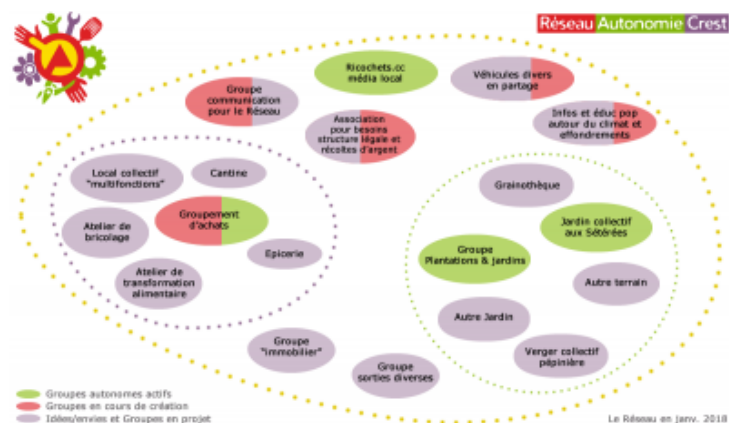 Réseau Autonomie Crest
Ricochets.cc
média local
Véhicules divers
en partage
Groupe
communication
pour le Réseau
Association
pour besoins
structure légale et
récoltes d'argent
Infos et éduc pop
autour du climat et
effondrements
Local collectif
"multifonctions"
Cantine
Groupement
d'achats
Atelier de
bricolage
Epicerie
Atelier de
transformation
alimentaire
Grainothèque
Jardin collectif
aux Sétérées
Groupe
Plantations & jardins
Autre terrain
Autre Jardin
Verger collectif
pépinière
Groupe
"immobilier"
Groupe
sorties diverses
Groupes autonomes actifs
Groupes en cours de création
Idées/envies et Groupes en projet
Le Réseau en janv. 2018